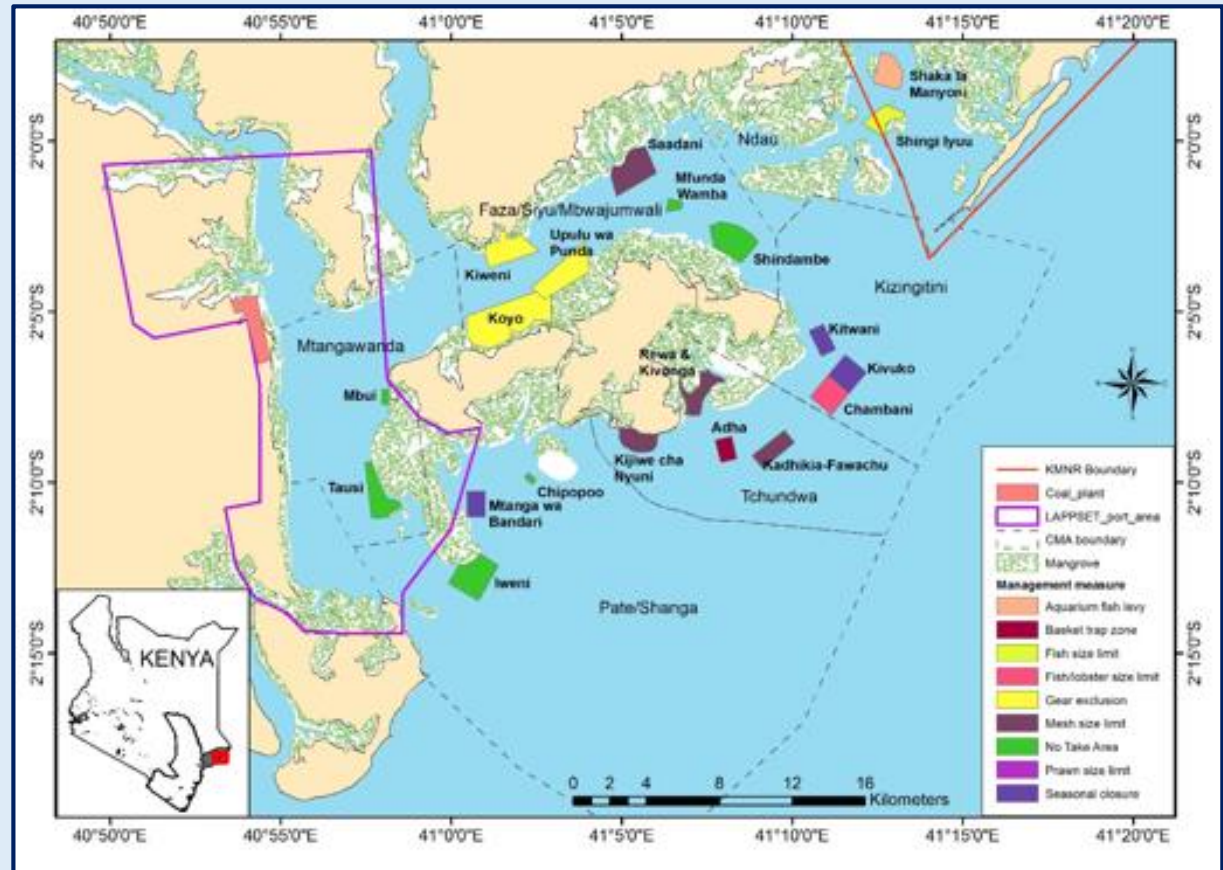 40°50'0"E 40°55'0"E 41°0'0"E 41°5'0"E 41°10'0"E 41°15'0"E 41°20'0"E
2°0'0"S
2°5'0"S
2°10'0"S
2°15'0"S
Shaka la
Manyoni
Shingi Iyuu
Ndau
Saadani
Mfunda
Wamba
Faza/Siyu/Mbwajumwali
Upulu wa
Punda
Kiweni
Shindambe
Kizingitini
Koyo
Mtangawanda
Kitwani
Rewa &
Kivonga
Kivuko
Mbui
Chambani
Adha
Kijiwe cha
Nyuni
Kadhikia-Fawachu
Tausi
Chipopoo
Tchundwa
Mtanga wa
Bandari
Iweni
Pate/Shanga
KENYA
KMNR Boundary
Coal_plant
LAPPSET_port_area
CMA boundary
Mangrove
Management measure
Aquarium fish levy
Basket trap zone
Fish size limit
Fish/lobster size limit
Gear exclusion
Mesh size limit
No Take Area
Prawn size limit
Seasonal closure
0 2 4 8 12 16
Kilometers
2°0'0"S
2°5'0"S
2°10'0"S
2°15'0"S
40°50'0"E 40°55'0"E 41°0'0"E 41°5'0"E 41°10'0"E 41°15'0"E 41°20'0"E